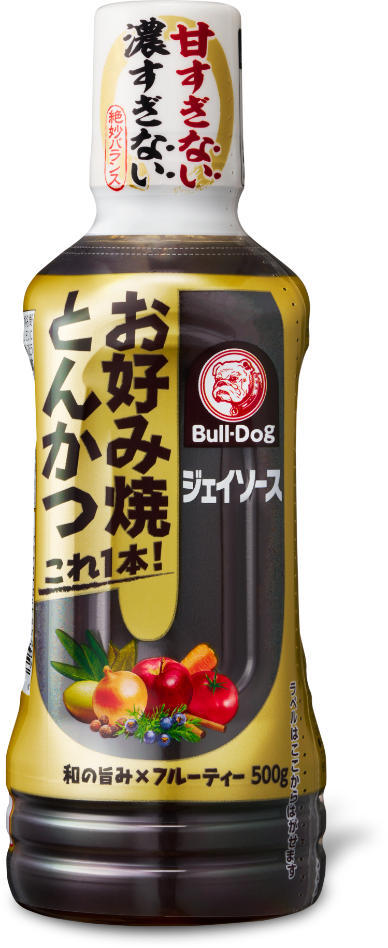 甘すぎない
濃すぎない
絶妙バランス
お好み焼
とんかつ
これ1本!
Bull-Dog
ジェイソース
和の旨み×フルーティー 500g
ラベルはここからはがせます